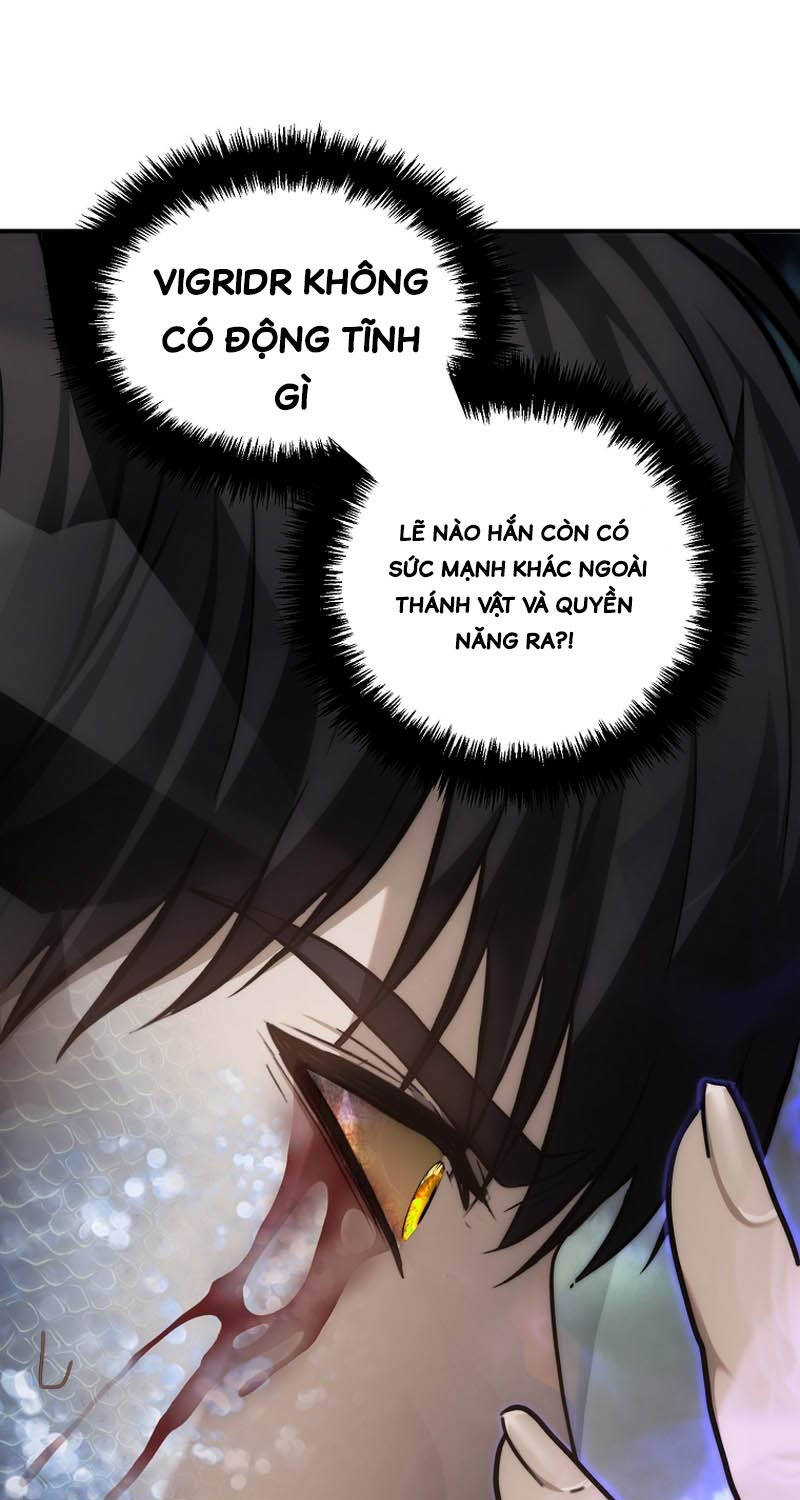 VIGRIDR KHÔNG
CÓ ĐỘNG TĨNH
GÌ
LẼ NÀO HẮN CÒN CÓ
SỨC MẠNH KHÁC NGOÀI
THÁNH VẬT VÀ QUYỀN
NĂNG RA?!